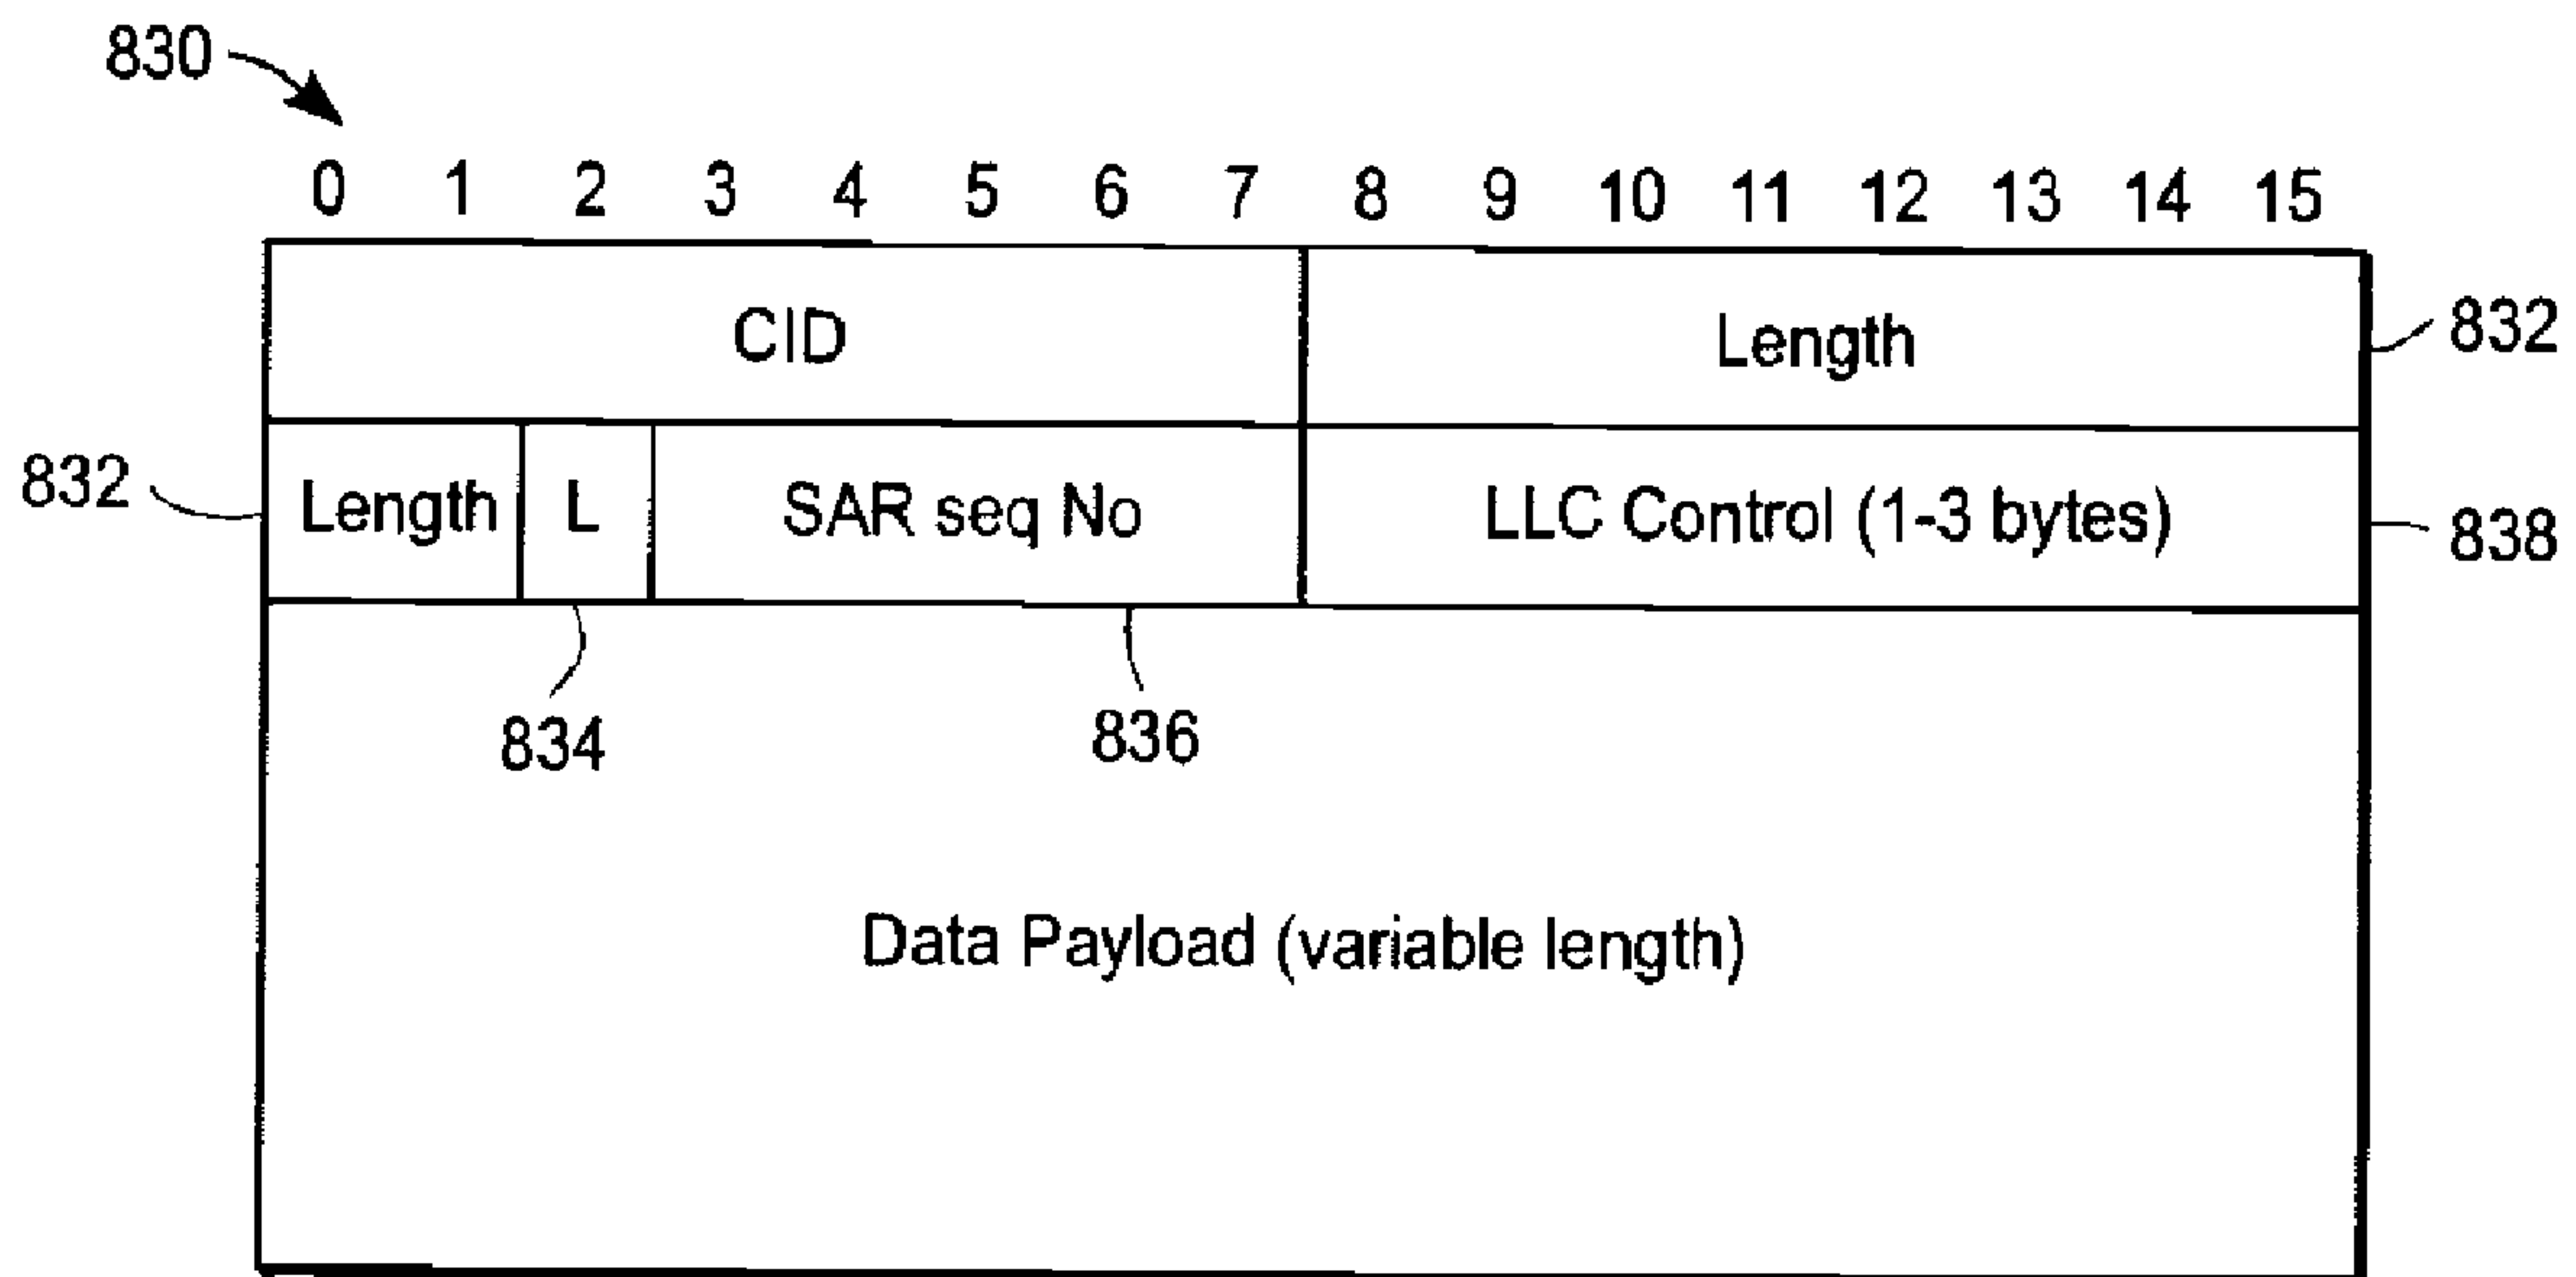 830
0 1 2 3 4 5 6 7 8 9 10 11 12 13 14 15
CID Length 832
832 Length L SAR seq No LLC Control (1-3 bytes) 838
834 836
Data Payload (variable length)